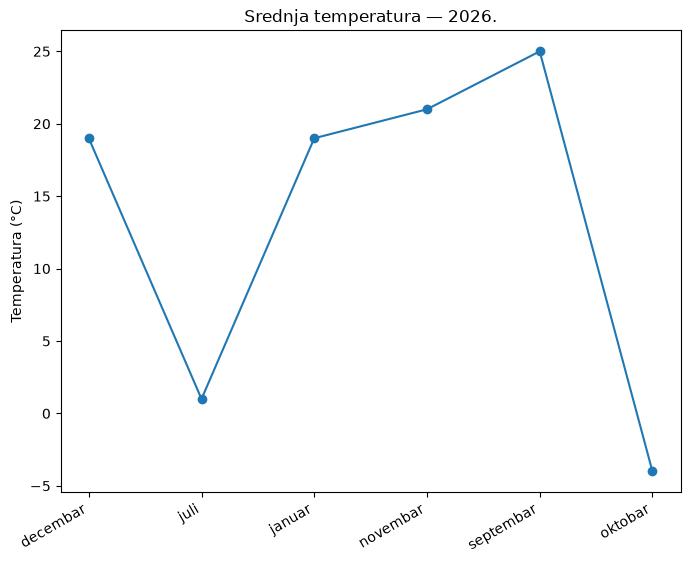 Srednja temperatura — 2026.
Temperatura (°C)
25
20
15
10
5
0
−5
decembar
juli
januar
novembar
septembar
oktobar